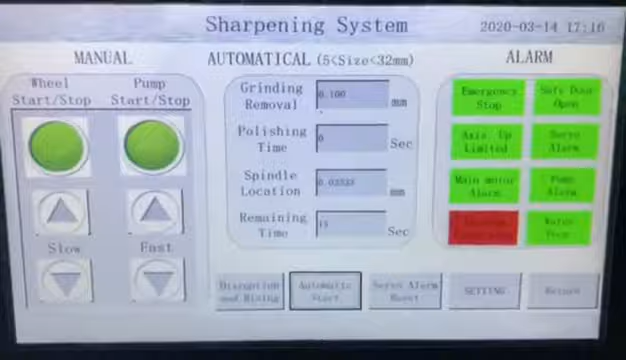 Sharpening System
2020-03-14 17:16
MANUAL
AUTOMATICAL (5<Size<32mm)
ALARM
Wheel
Start/Stop
Pump
Start/Stop
Slow
Fast
Grinding
Removal
0.100
mm
Polishing
Time
0
Sec
Spindle
Location
mm
Remaining
Time
15
Sec
Emergency
Stop
Safe Door
Open
Axis Up
Limited
Servo
Alarm
Main motor
Alarm
Pump
Alarm
Water
and Rising
Automatic
Start
Servo Alarm
Reset
SETTING
Return